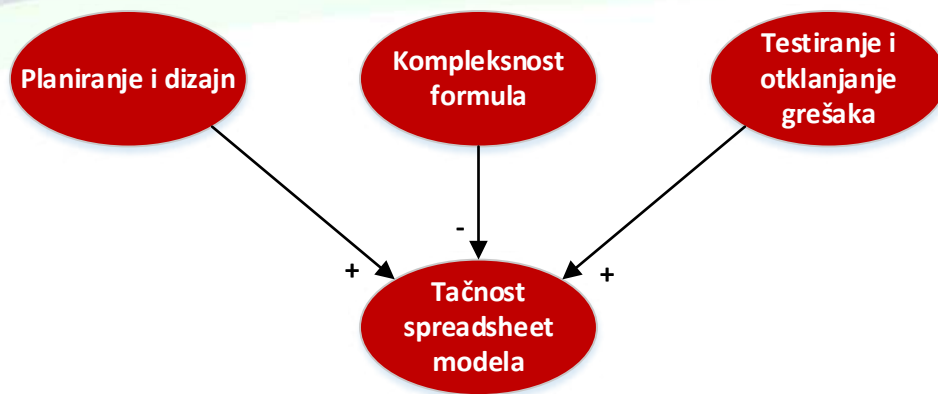 Planiranje i dizajn
Kompleksnost
formula
Testiranje i
otklanjanje
grešaka
+
-
+
Tačnost
spreadsheet
modela